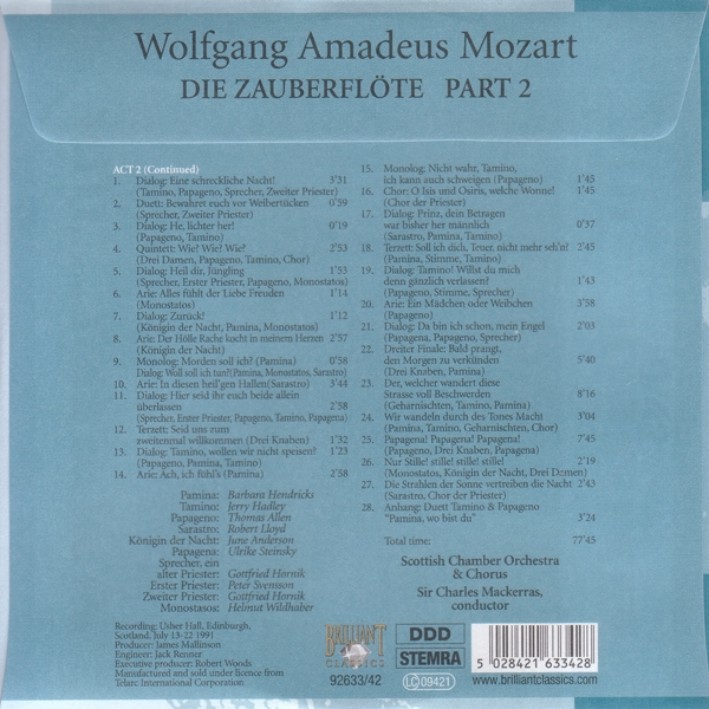 Wolfgang Amadeus Mozart
DIE ZAUBERFLÖTE PART 2
ACT 2 (Continued)
1. Dialog: Eine schreckliche Nacht! 3'31
(Tamino, Papageno, Sprecher, Zweiter Priester)
2. Duett: Bewahret euch vor Weibertücken 0'59
(Sprecher, Zweiter Priester)
3. Dialog: He, lichter her! 0'19
(Papageno, Tamino)
4. Quintett: Wie? Wie? Wie? 2'53
(Drei Damen, Papageno, Tamino, Chor)
5. Dialog: Heil dir, Jüngling 1'53
(Sprecher, Erster Priester, Papageno, Monostatos)
6. Arie: Alles fühlt der Liebe Freuden 1'14
(Monostatos)
7. Dialog: Zurück! 1'12
(Königin der Nacht, Pamina, Monostatos)
8. Arie: Der Hölle Rache kocht in meinem Herzen 2'57
(Königin der Nacht)
9. Monolog: Morden soll ich? (Pamina) 0'58
Dialog: Woll soll ich tun?(Pamina, Monostatos, Sarastro)
10. Arie: In diesen heil'gen Hallen(Sarastro) 3'44
11. Dialog: Hier seid ihr euch beide allein
überlassen 2'58
(Sprecher, Erster Priester, Papageno, Tamino, Papagena)
12. Terzett: Seid uns zum
zweitenmal willkommen (Drei Knaben) 1'32
13. Dialog: Tamino, wollen wir nicht speisen? 1'23
(Papageno, Pamina, Tamino)
14. Arie: Ach, ich fühl's (Pamina) 2'58
15. Monolog: Nicht wahr, Tamino,
ich kann auch schweigen (Papageno) 1'45
16. Chor: O Isis und Osiris, welche Wonne! 1'45
(Chor der Priester)
17. Dialog: Prinz, dein Betragen
war bisher her männlich 0'37
(Sarastro, Pamina, Tamino)
18. Terrett: Soll ich dich, Teuer, nicht mehr seh'n? 2'45
(Pamina, Stimme, Tamino)
19. Dialog: Tamino! Willst du mich
denn gänzlich verlassen? 1'43
(Papageno, Stimme, Sprecher)
20. Arie: Ein Mädchen oder Weibchen 3'58
(Papageno)
21. Dialog: Da bin ich schon, mein Engel 2'03
(Papagena, Papageno, Sprecher)
22. Dreiter Finale: Bald prangt,
den Morgen zu verkünden 5'40
(Drei Knaben, Pamina)
23. Der, welcher wandert diese
Strasse voll Beschwerden 8'16
(Geharnischten, Tamino, Pamina)
24. Wir wandeln durch des Tones Macht 3'04
(Pamina, Tamino, Geharnischten, Chor)
25. Papagena! Papagena! Papagena! 7'45
(Papageno, Drei Knaben, Papagena)
26. Nur Stille! stille! stille! stille! 2'19
(Monostatos, Königin der Nacht, Drei Damen)
27. Die Strahlen der Sonne vertreiben die Nacht 2'43
(Sarastro, Chor der Priester)
28. Anhang: Duett Tamino & Papageno
"Pamina, wo bist du" 3'24
Total time: 77'45
Pamina: Barbara Hendricks
Tamino: Jerry Hadley
Papageno: Thomas Allen
Sarastro: Robert Lloyd
Königin der Nacht: June Anderson
Papagena: Ulrike Steinsky
Sprecher, ein
alter Priester: Gottfried Hornik
Erster Priester: Peter Svensson
Zweiter Priester: Gottfried Hornik
Monostasos: Helmut Wildhaber
Scottish Chamber Orchestra
& Chorus
Sir Charles Mackerras,
conductor
Recording: Usher Hall, Edinburgh,
Scotland, July 13-22 1991
Producer: James Mallinson
Engineer: Jack Renner
Executive producer: Robert Woods
Manufactured and sold under licence from
Telarc International Corporation
BRILLIANT
CLASSICS
92633/42
DDD
STEMRA
LC 09421
5 028421 633428
www.brilliantclassics.com